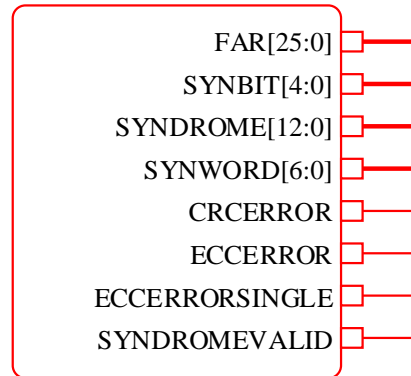 FAR[25:0]
SYNBIT[4:0]
SYNDROME[12:0]
SYNWORD[6:0]
CRCERROR
ECCERROR
ECCERRORSINGLE
SYNDROMEVALID